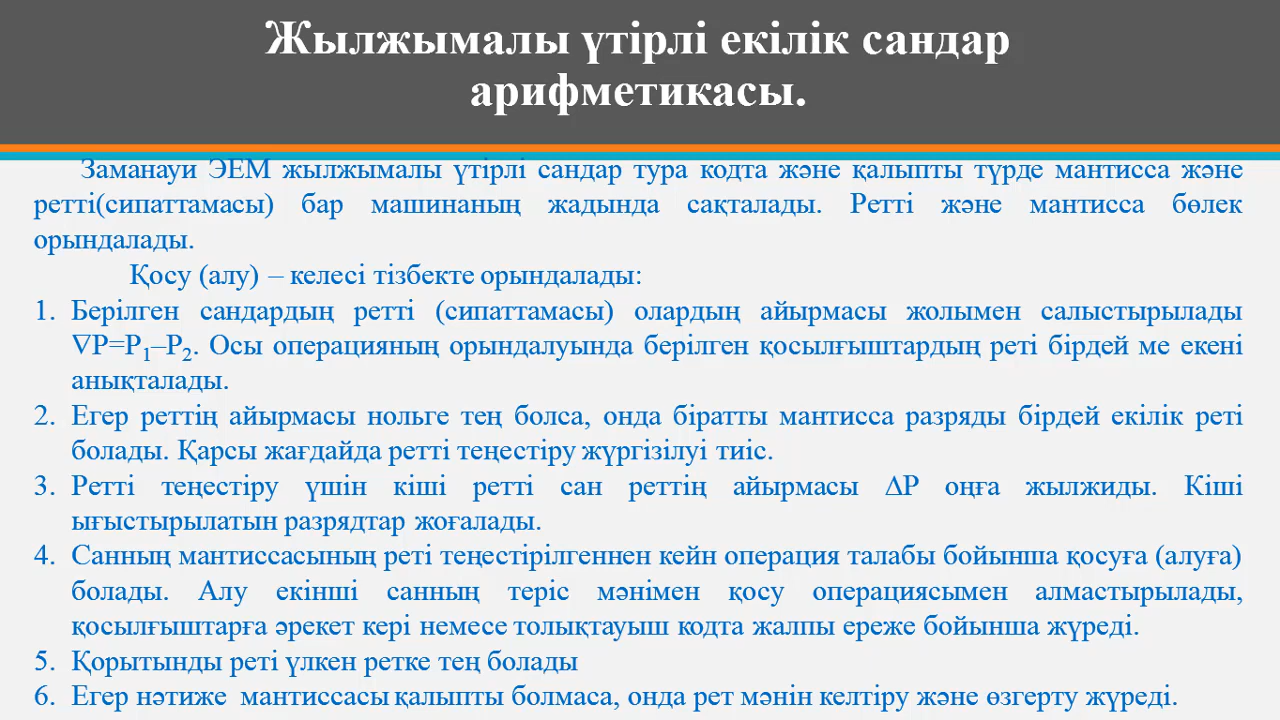 Жылжымалы үтірлі екілік сандар
арифметикасы.
Заманауи ЭЕМ жылжымалы үтірлі сандар тура кодта және қалыпты түрде мантисса және
ретті(сипаттамасы) бар машинаның жадында сақталады. Ретті және мантисса бөлек
орындалады.
Қосу (алу) – келесі тізбекте орындалады:
1. Берілген сандардың ретті (сипаттамасы) олардың айырмасы жолымен салыстырылады
∇P=P₁–P₂. Осы операцияның орындалуында берілген қосылғыштардың реті бірдей ме екені
анықталады.
2. Егер реттің айырмасы нольге тең болса, онда біратты мантисса разряды бірдей екілік реті
болады. Қарсы жағдайда ретті теңестіру жүргізілуі тиіс.
3. Ретті теңестіру үшін кіші ретті сан реттің айырмасы ∆P оңға жылжиды. Кіші
ығыстырылатын разрядтар жоғалады.
4. Санның мантиссасының реті теңестірілгеннен кейн операция талабы бойынша қосуға (алуға)
болады. Алу екінші санның теріс мәнімен қосу операциясымен алмастырылады,
қосылғыштарға әрекет кері немесе толықтауыш кодта жалпы ереже бойынша жүреді.
5. Қорытынды реті үлкен ретке тең болады
6. Егер нәтиже мантиссасы қалыпты болмаса, онда рет мәнін келтіру және өзгерту жүреді.